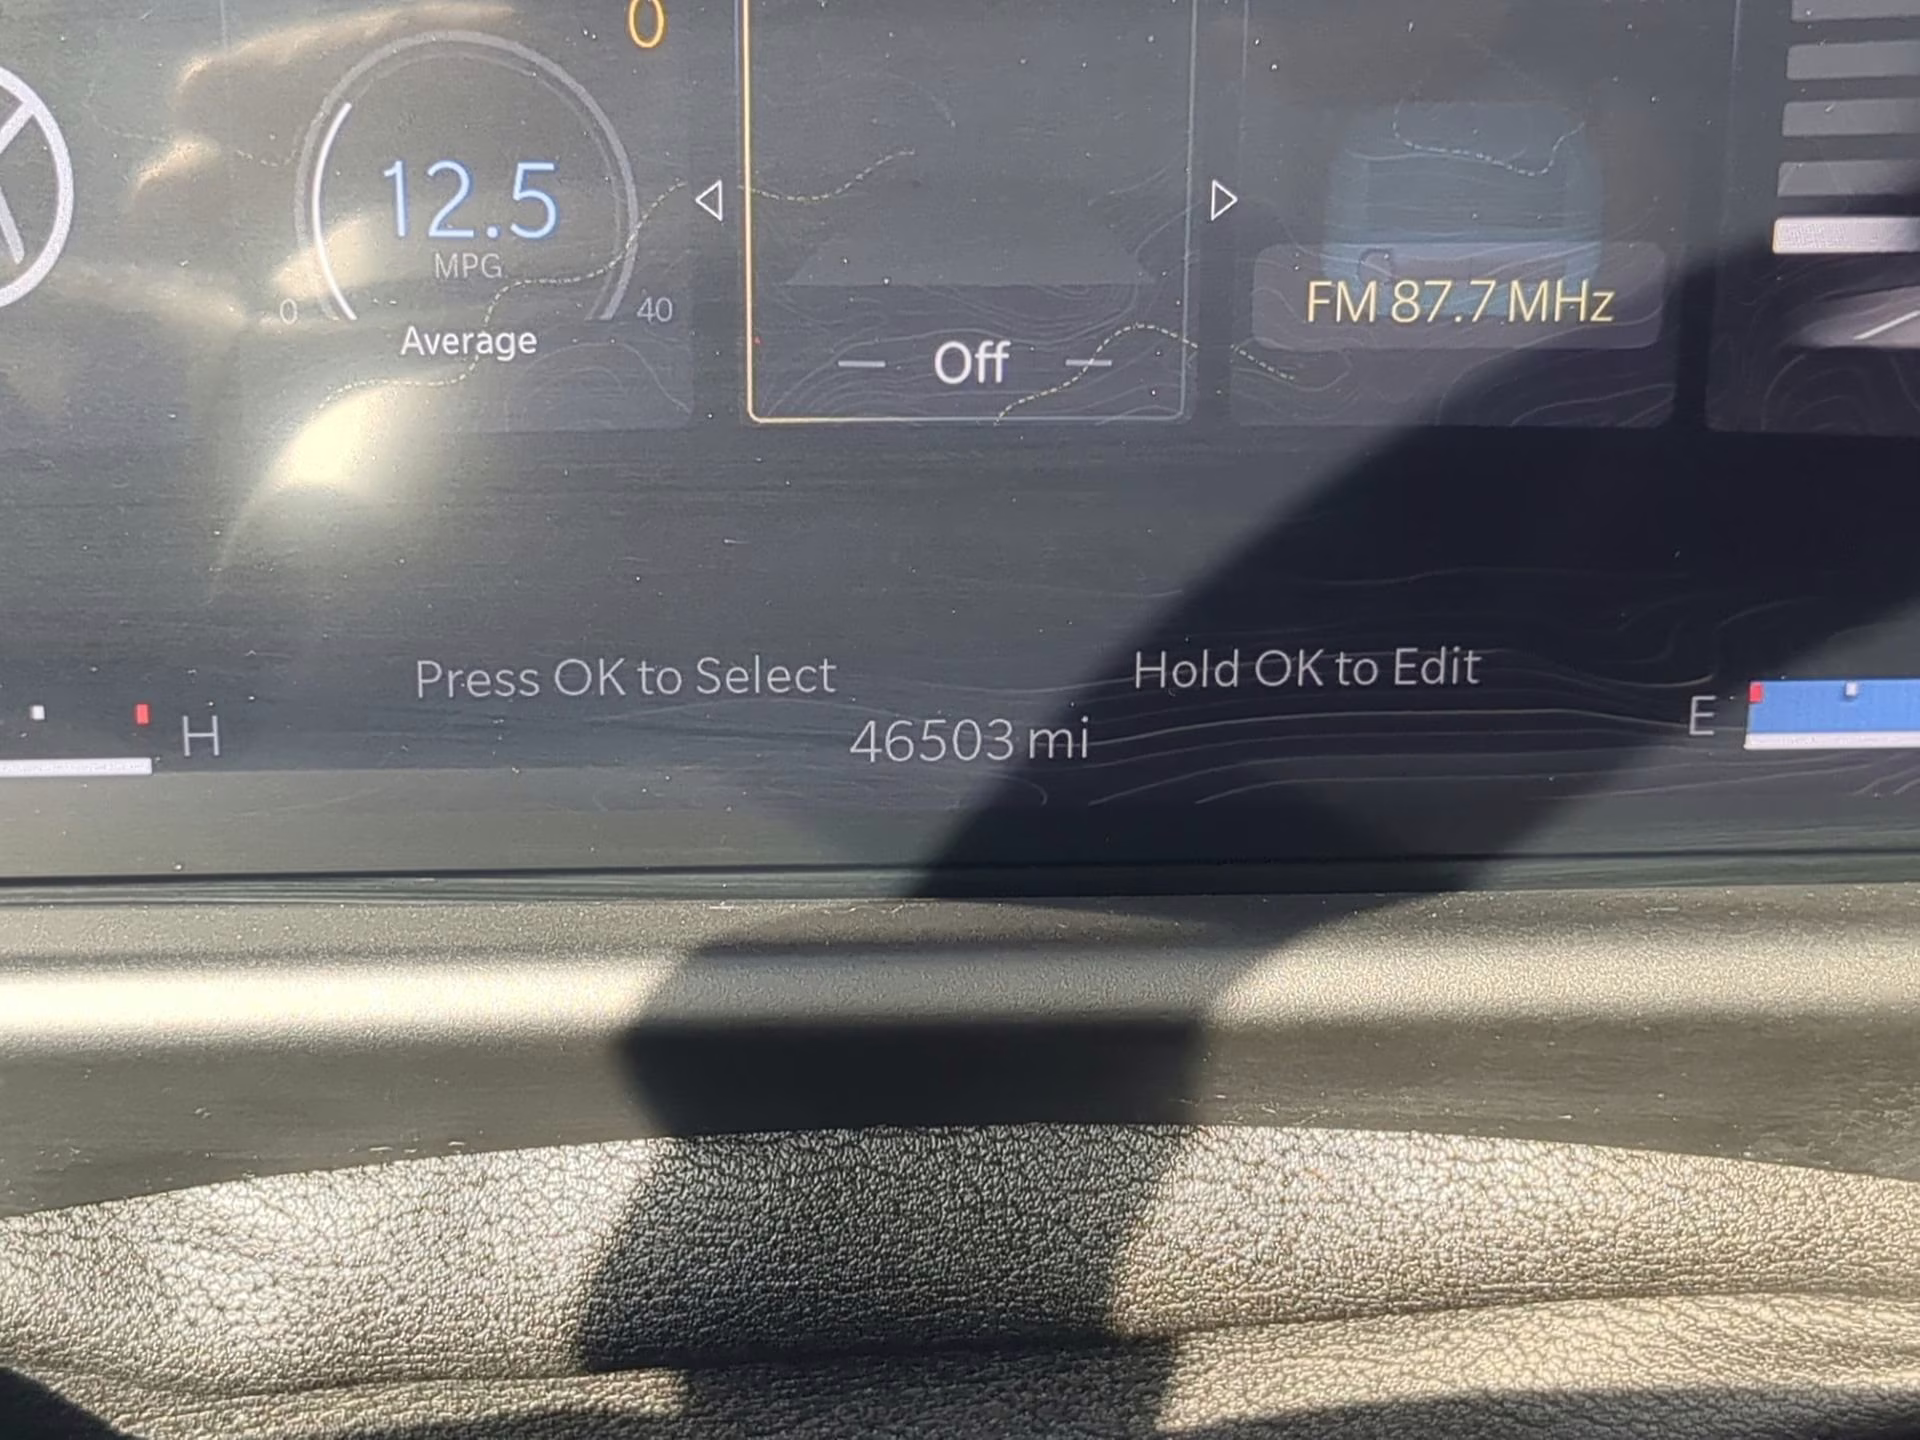 0
12.5
MPG
0 40
Average
Off
FM 87.7 MHz
Press OK to Select
Hold OK to Edit
H
46503 mi
E